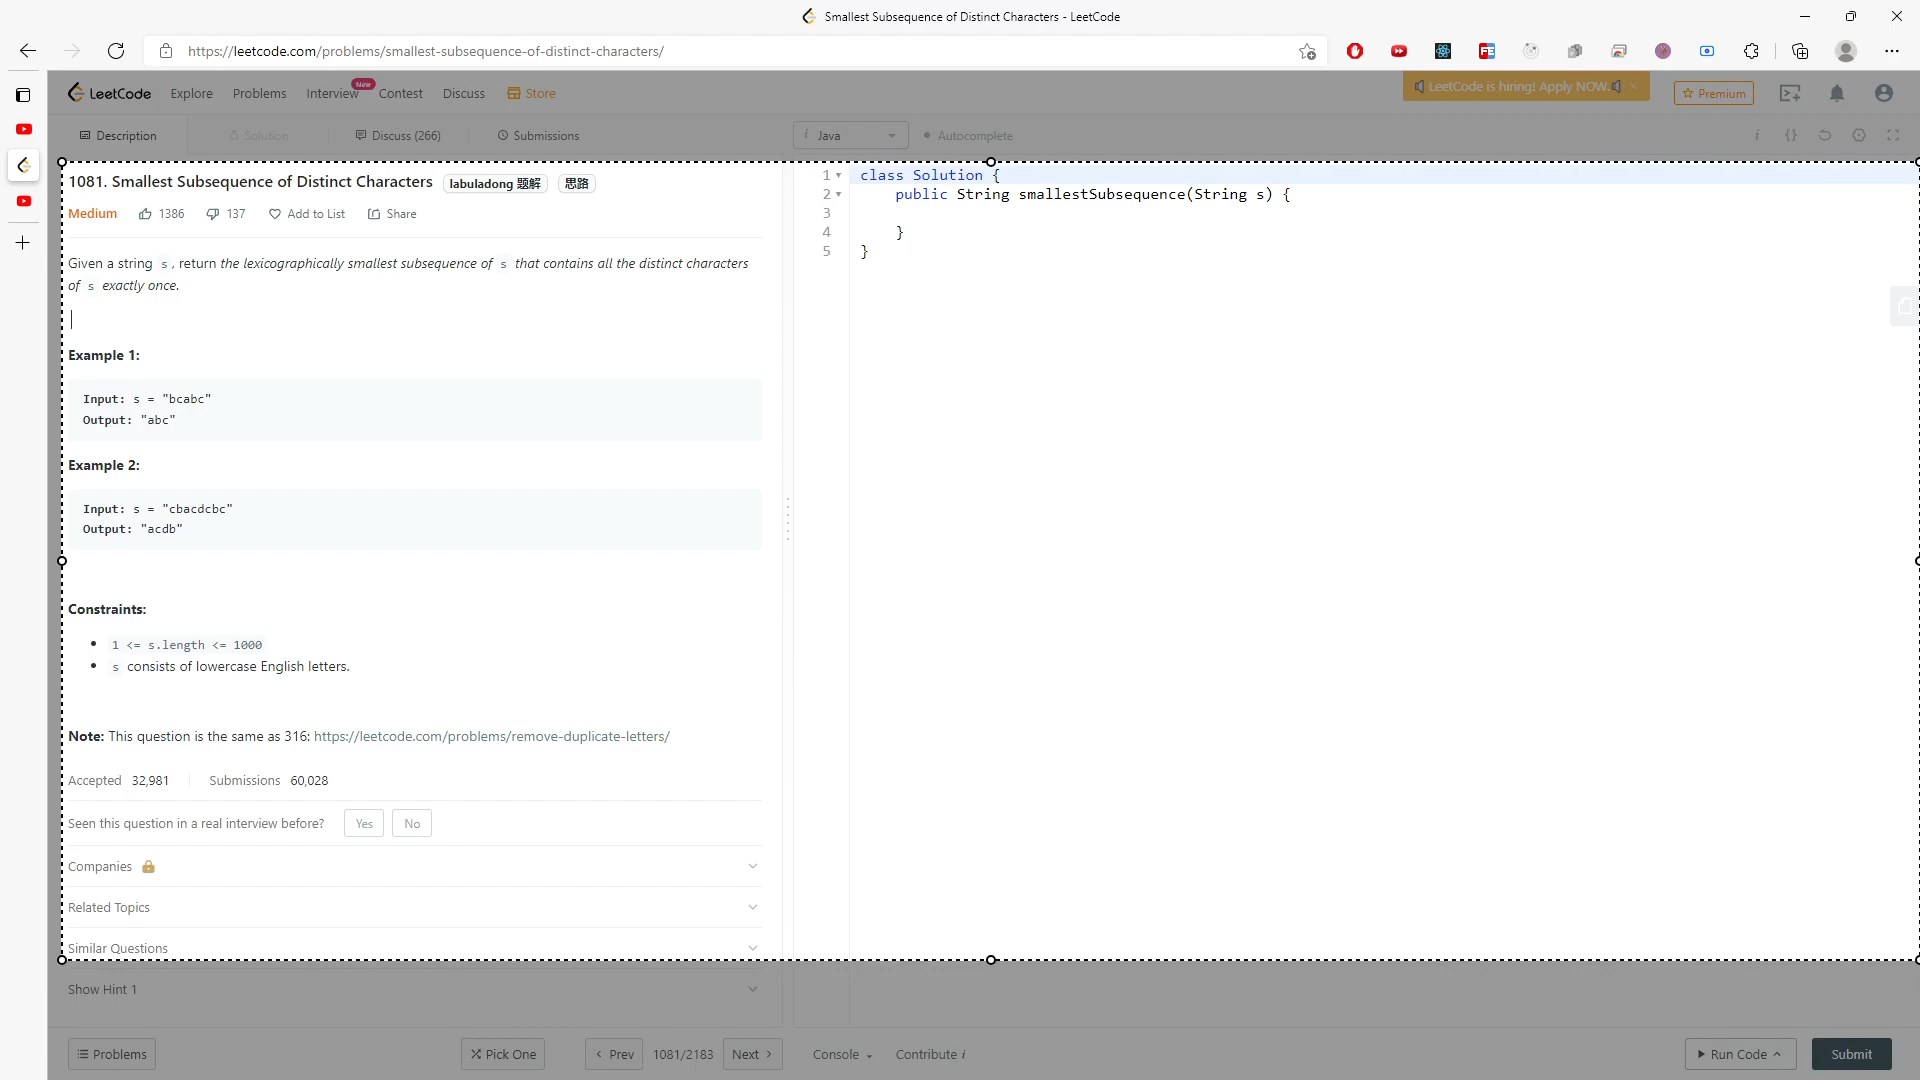 Smallest Subsequence of Distinct Characters - LeetCode
https://leetcode.com/problems/smallest-subsequence-of-distinct-characters/
LeetCode
Explore
Problems
Interview
New
Contest
Discuss
Store
LeetCode is hiring! Apply NOW.
Premium
Description
Solution
Discuss (266)
Submissions
i Java
Autocomplete
1081. Smallest Subsequence of Distinct Characters labuladong 题解 思路
Medium 1386 137 Add to List Share
Given a string s, return the lexicographically smallest subsequence of s that contains all the distinct characters
of s exactly once.
Example 1:
Input: s = "bcabc"
Output: "abc"
Example 2:
Input: s = "cbacdcbc"
Output: "acdb"
Constraints:
1 <= s.length <= 1000
s consists of lowercase English letters.
Note: This question is the same as 316: https://leetcode.com/problems/remove-duplicate-letters/
Accepted 32,981 Submissions 60,028
Seen this question in a real interview before? Yes No
Companies
Related Topics
Similar Questions
Show Hint 1
1 class Solution {
2 public String smallestSubsequence(String s) {
3
4 }
5 }
Problems
Pick One
< Prev
1081/2183
Next >
Console
Contribute i
Run Code
Submit